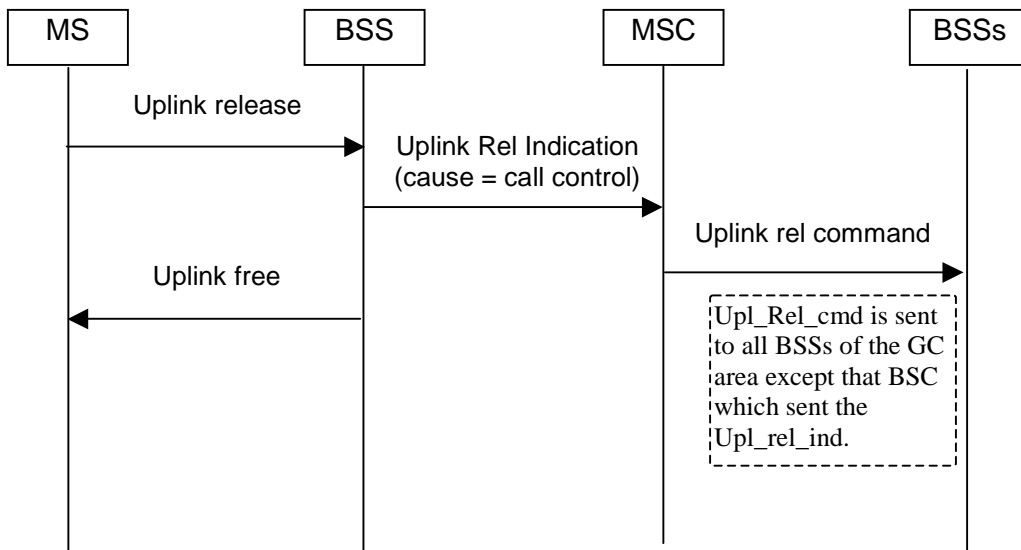 MS
BSS
MSC
BSSs
Uplink release
Uplink Rel Indication
(cause = call control)
Uplink rel command
Uplink free
Upl_Rel_cmd is sent
to all BSSs of the GC
area except that BSC
which sent the
Upl_rel_ind.